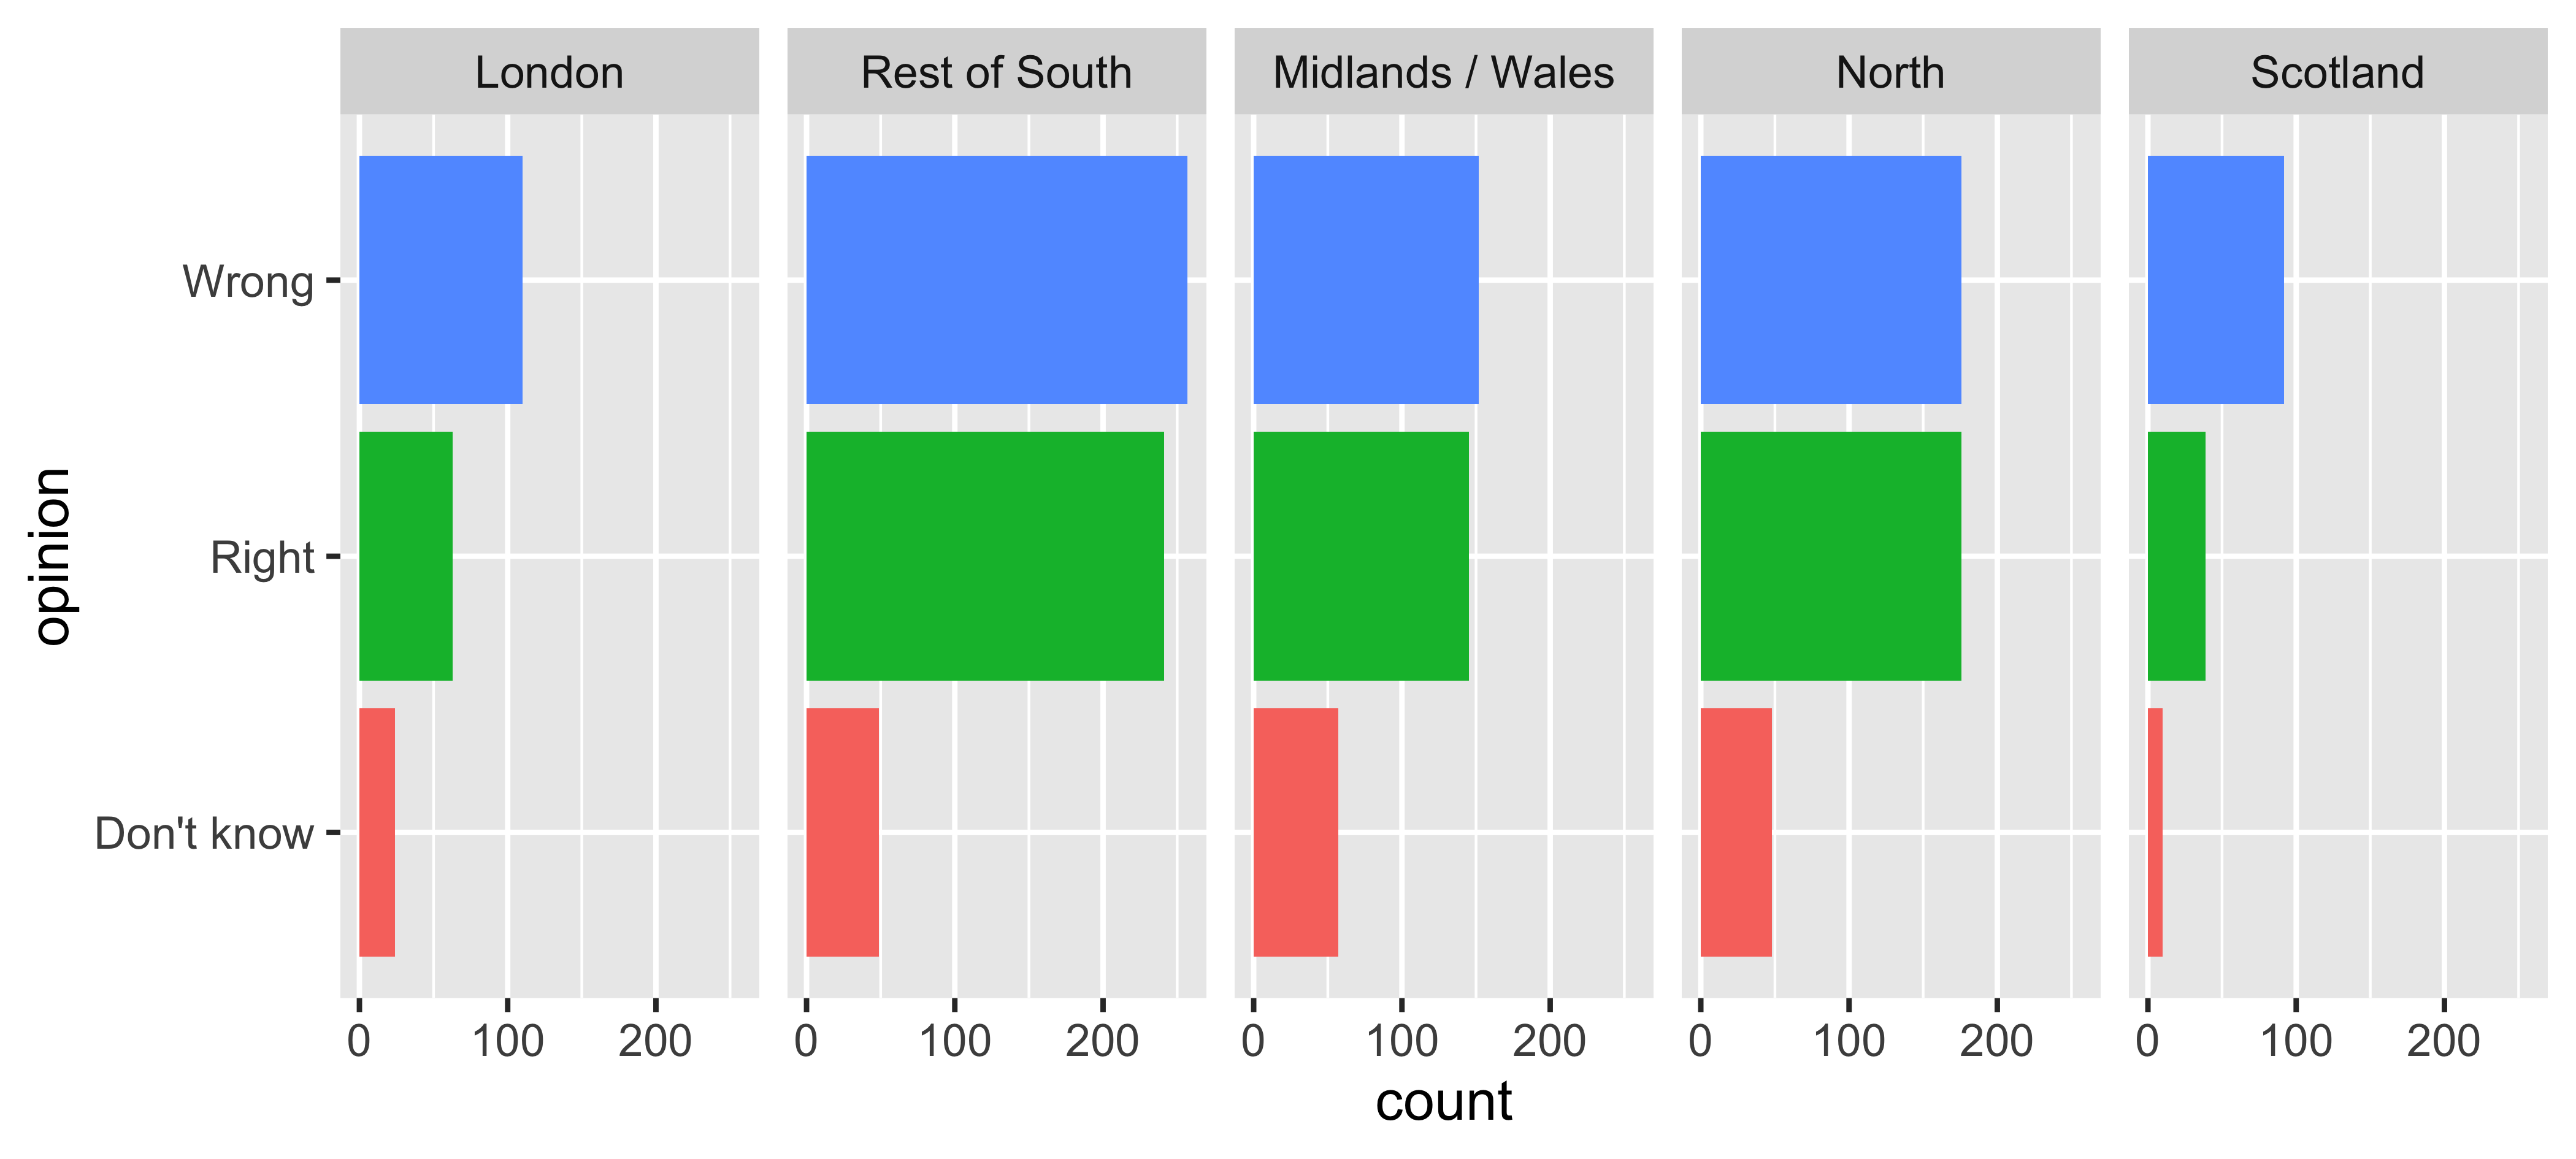 London Rest of South Midlands / Wales North Scotland
opinion
Wrong
Right
Don't know
0 100 200 0 100 200 0 100 200 0 100 200 0 100 200
count